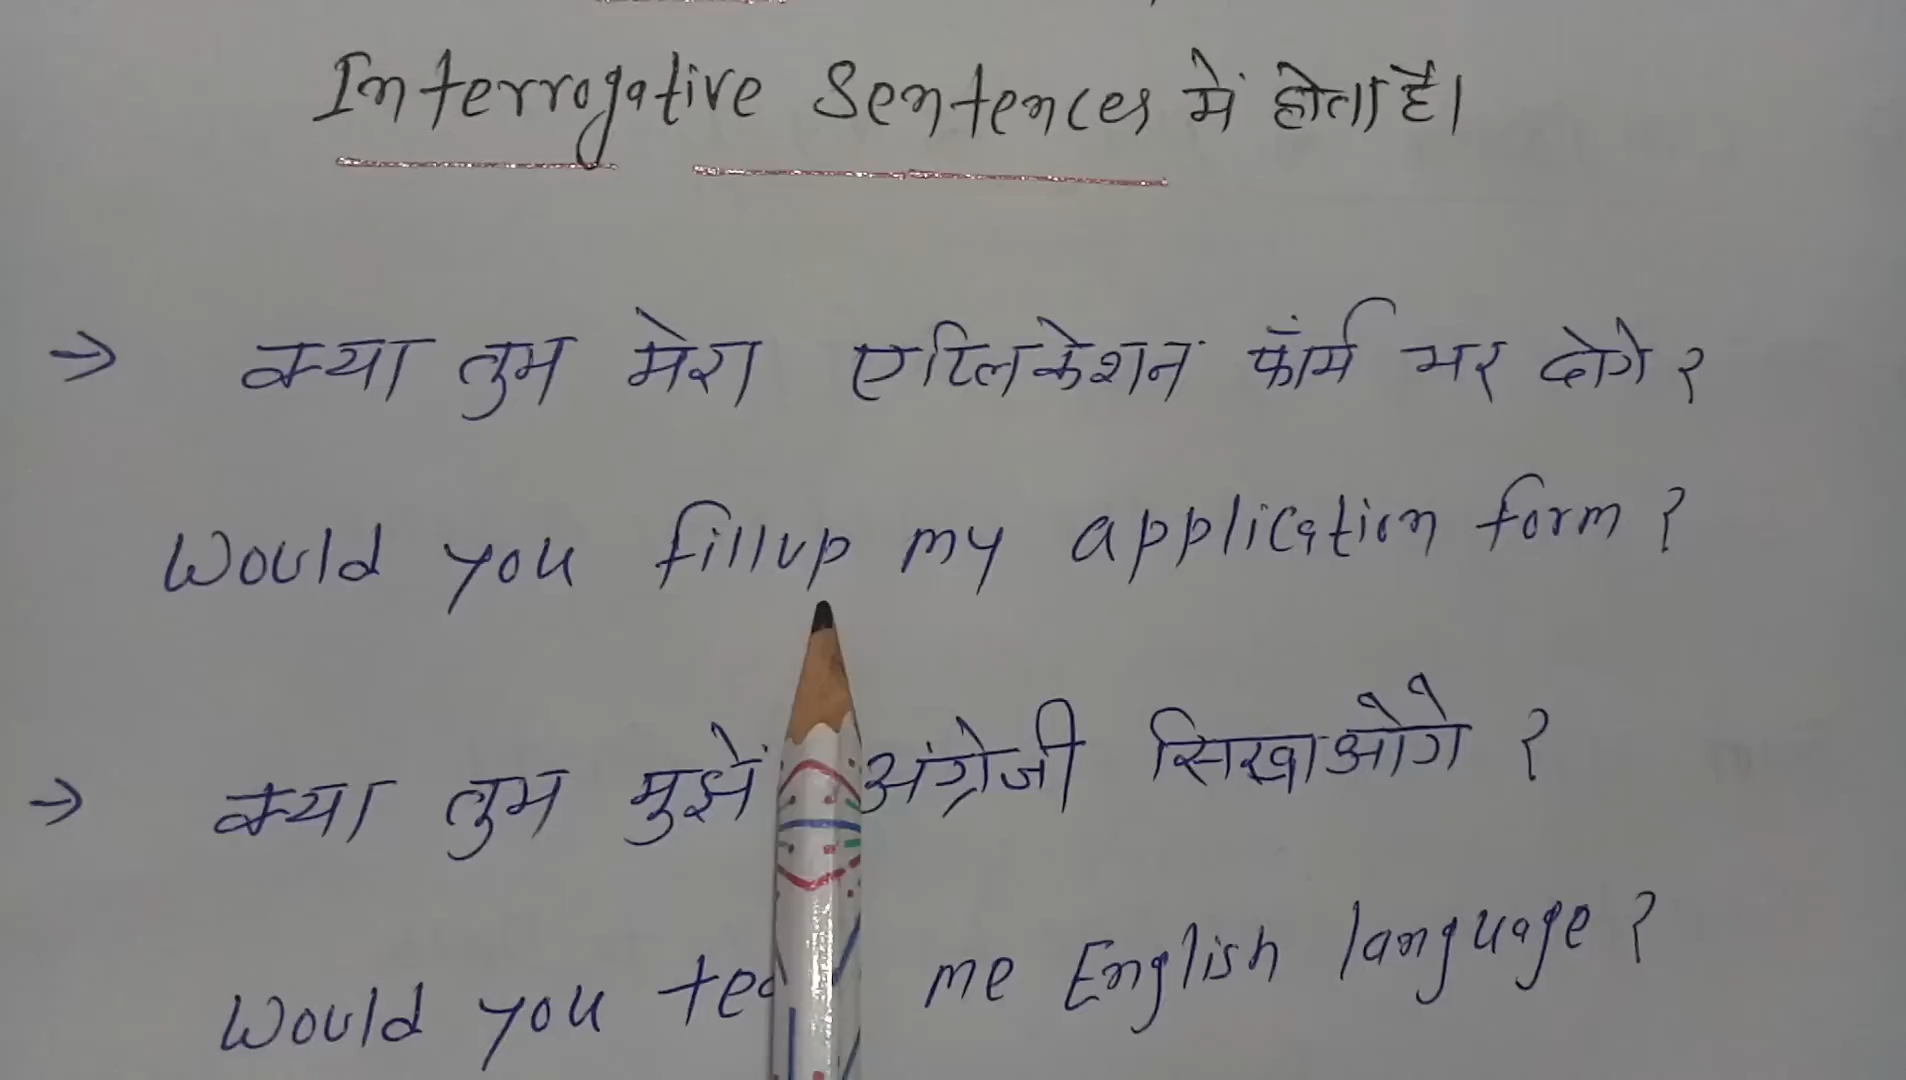 Interrogative Sentences में होता है।
→ क्या तुम मेरा एप्लिकेशन फॉर्म भर दोगे ?
Would you fillup my application form ?
→ क्या तुम मुझें अंग्रेजी सिखाओगे ?
Would you me English language ?